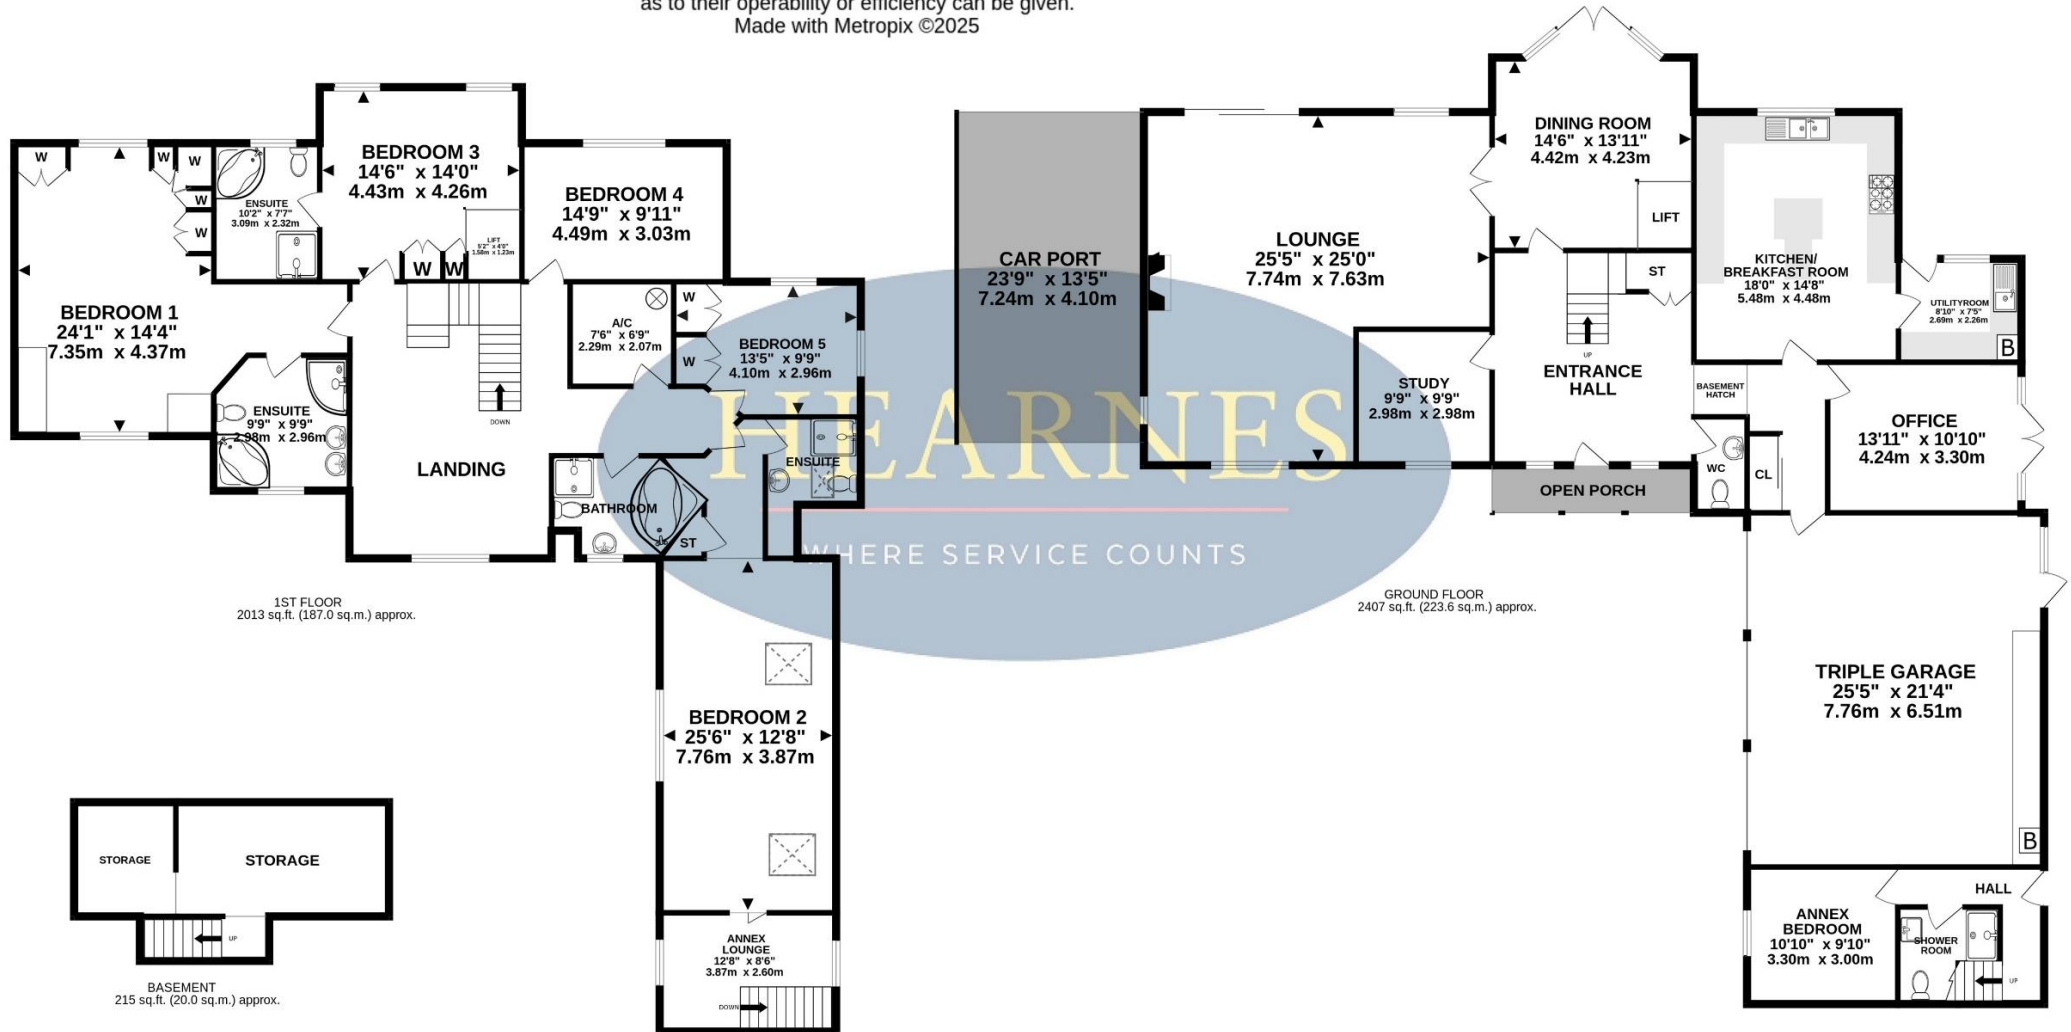 as to their operability or efficiency can be given.
Made with Metropix ©2025
W
W
W
W
W
BEDROOM 1
24'1" x 14'4"
7.35m x 4.37m
ENSUITE
10'2" x 7'7"
3.09m x 2.32m
BEDROOM 3
14'6" x 14'0"
4.43m x 4.26m
W
W
LIFT
5'2" x 4'0"
1.58m x 1.23m
BEDROOM 4
14'9" x 9'11"
4.49m x 3.03m
A/C
7'6" x 6'9"
2.29m x 2.07m
W
W
BEDROOM 5
13'5" x 9'9"
4.10m x 2.96m
ENSUITE
9'9" x 9'9"
2.98m x 2.96m
DOWN
LANDING
BATHROOM
ST
ENSUITE
1ST FLOOR
2013 sq.ft. (187.0 sq.m.) approx.
BEDROOM 2
25'6" x 12'8"
7.76m x 3.87m
ANNEX
LOUNGE
12'8" x 8'6"
3.87m x 2.60m
DOWN
STORAGE
STORAGE
UP
BASEMENT
215 sq.ft. (20.0 sq.m.) approx.
HEARNES
WHERE SERVICE COUNTS
CAR PORT
23'9" x 13'5"
7.24m x 4.10m
LOUNGE
25'5" x 25'0"
7.74m x 7.63m
DINING ROOM
14'6" x 13'11"
4.42m x 4.23m
LIFT
KITCHEN/
BREAKFAST ROOM
18'0" x 14'8"
5.48m x 4.48m
ST
UTILITYROOM
8'10" x 7'5"
2.69m x 2.26m
B
UP
ENTRANCE
HALL
STUDY
9'9" x 9'9"
2.98m x 2.98m
BASEMENT
HATCH
OFFICE
13'11" x 10'10"
4.24m x 3.30m
WC
CL
OPEN PORCH
GROUND FLOOR
2407 sq.ft. (223.6 sq.m.) approx.
TRIPLE GARAGE
25'5" x 21'4"
7.76m x 6.51m
B
HALL
ANNEX
BEDROOM
10'10" x 9'10"
3.30m x 3.00m
SHOWER
ROOM
UP